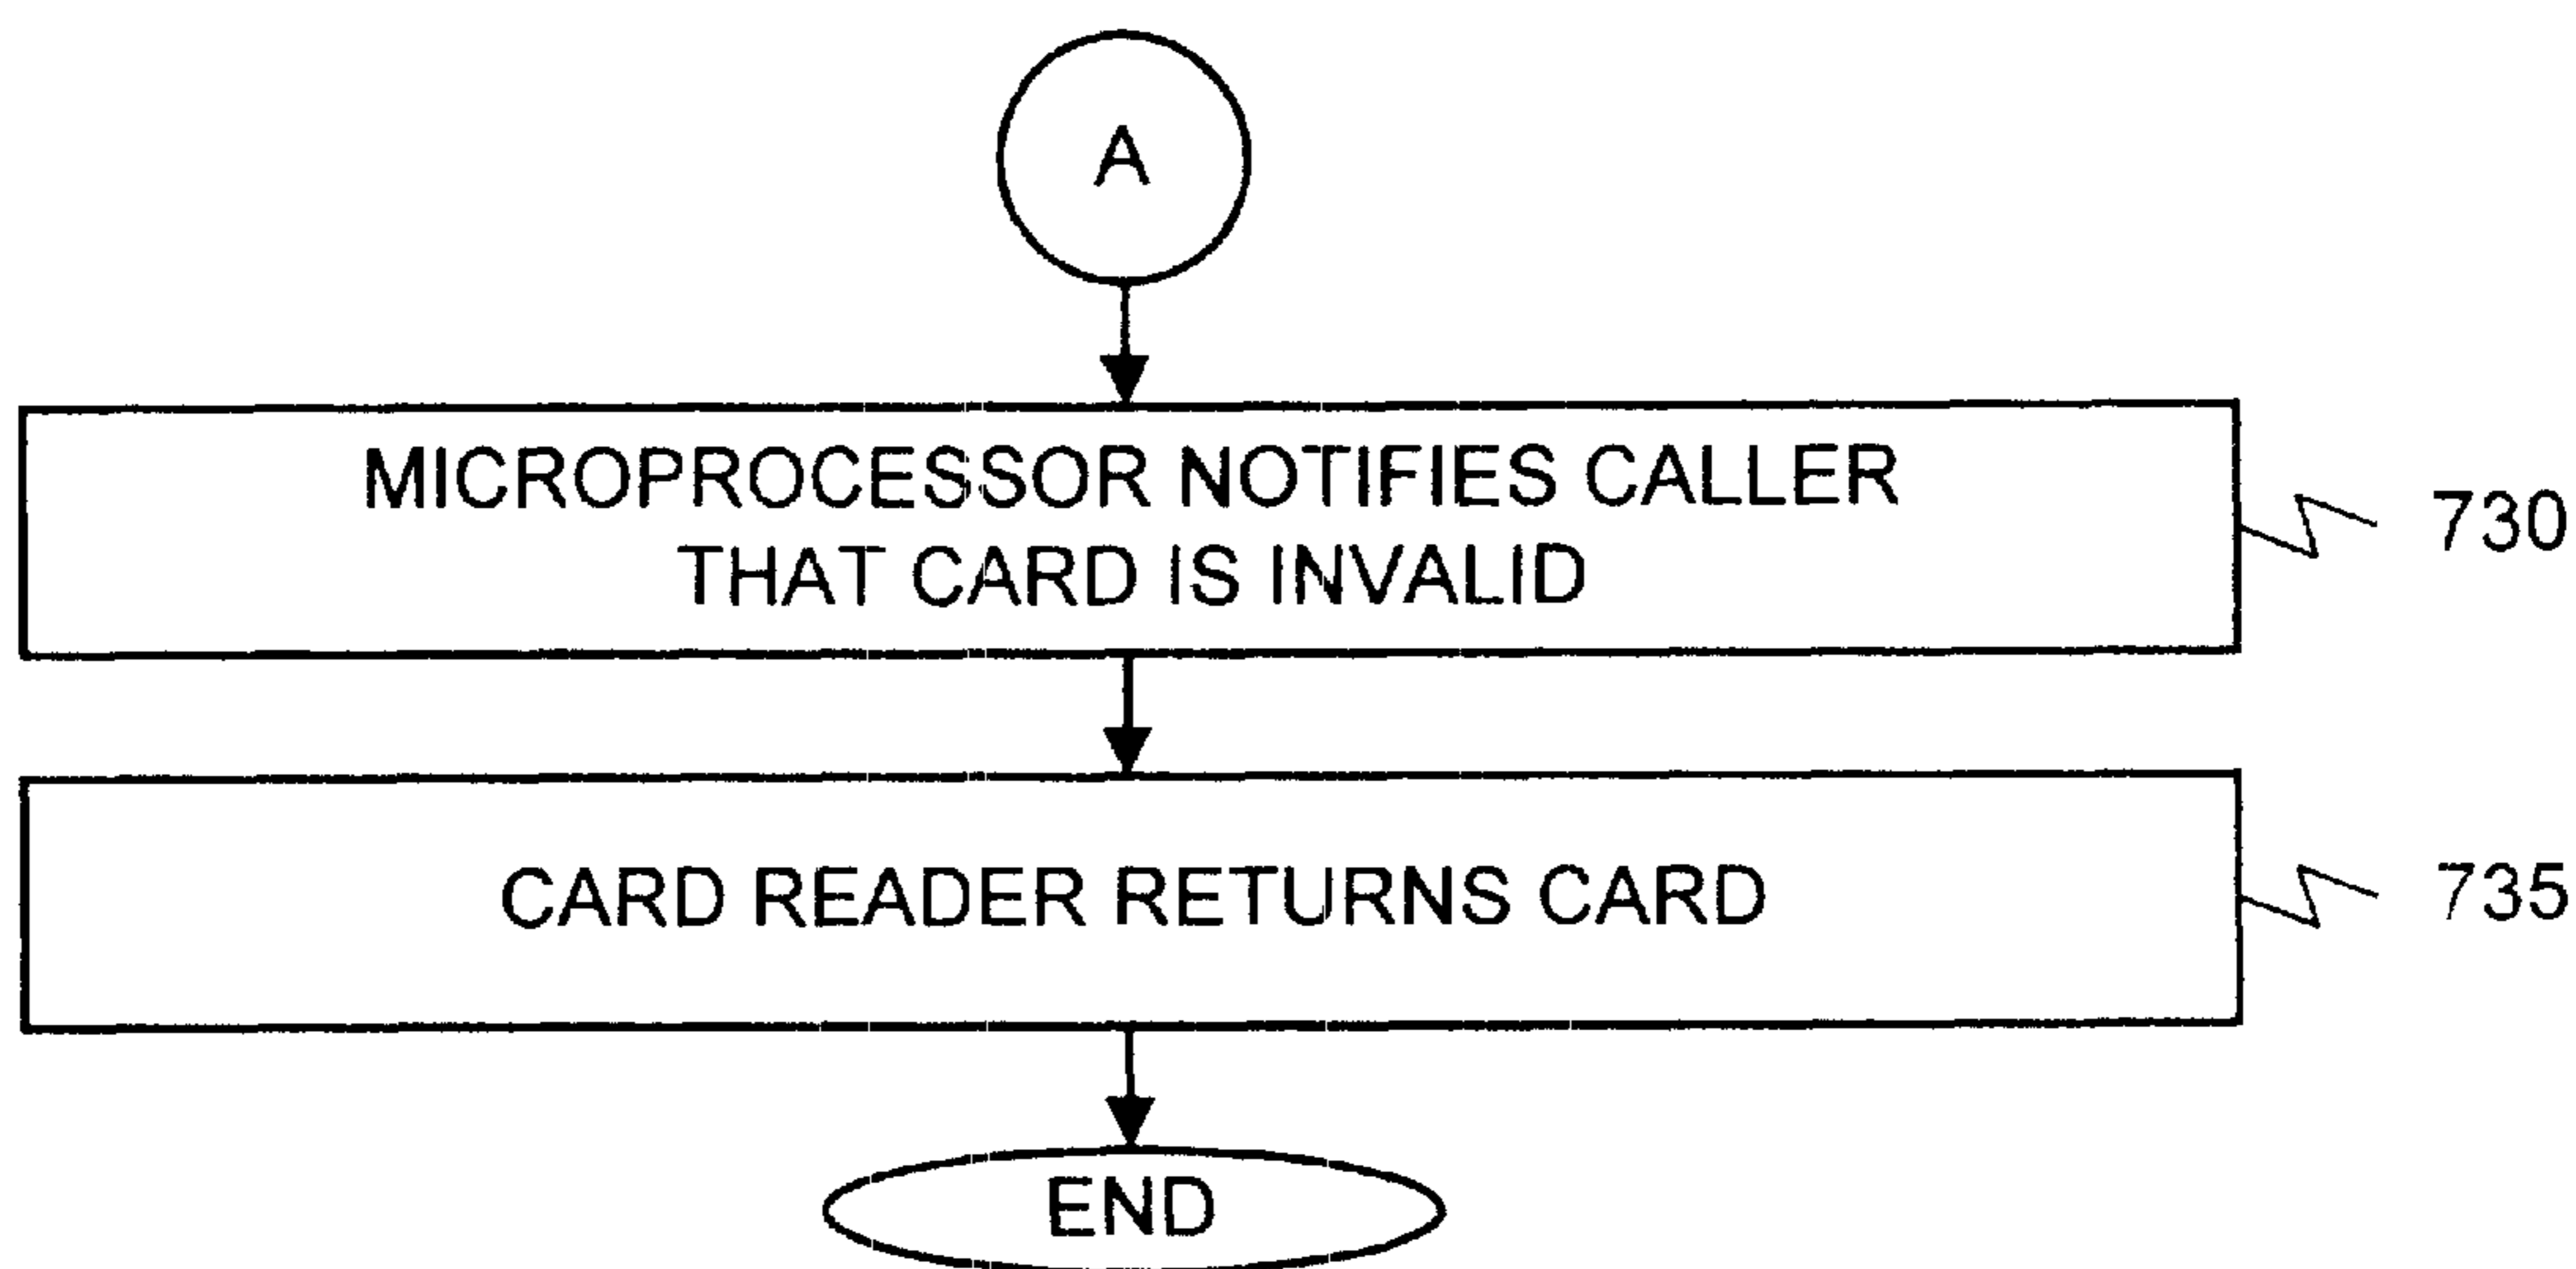 A
MICROPROCESSOR NOTIFIES CALLER
THAT CARD IS INVALID
730
CARD READER RETURNS CARD
735
END